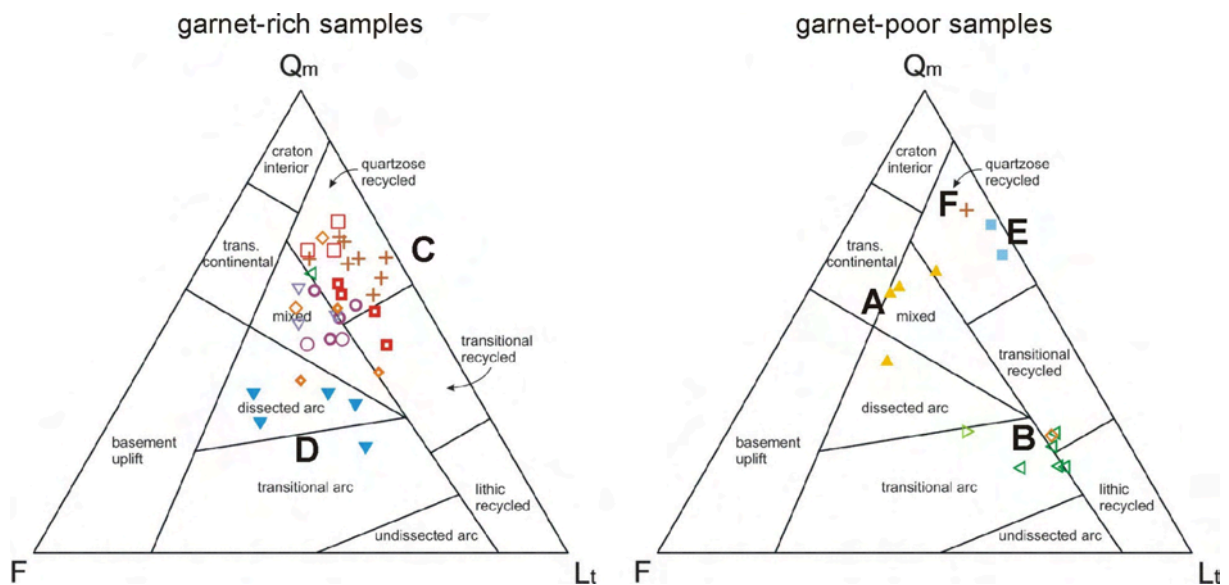 garnet-rich samples
Qm
craton
interior
quartzose
recycled
trans.
continental
C
mixed
transitional
recycled
dissected arc
basement
uplift
D
transitional arc
lithic
recycled
undissected arc
F
Lt
garnet-poor samples
Qm
craton
interior
quartzose
recycled
F
E
trans.
continental
A
mixed
transitional
recycled
dissected arc
B
basement
uplift
transitional arc
lithic
recycled
undissected arc
F
Lt